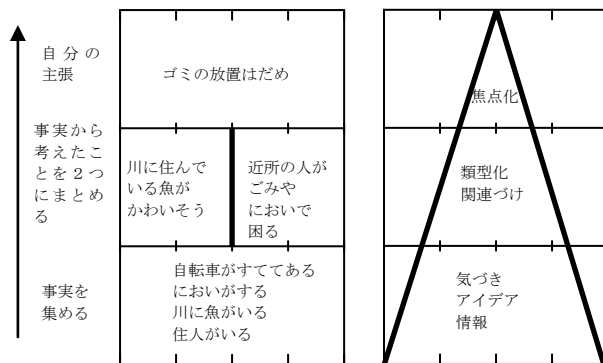 自分の
主張
ゴミの放置はだめ
焦点化
事実から
考えたこ
とを２つ
にまとめ
る
川に住んで
いる魚が
かわいそう
近所の人が
ごみや
においで
困る
類型化
関連づけ
事実を
集める
自転車がすててある
においがする
川に魚がいる
住人がいる
気づき
アイデア
情報